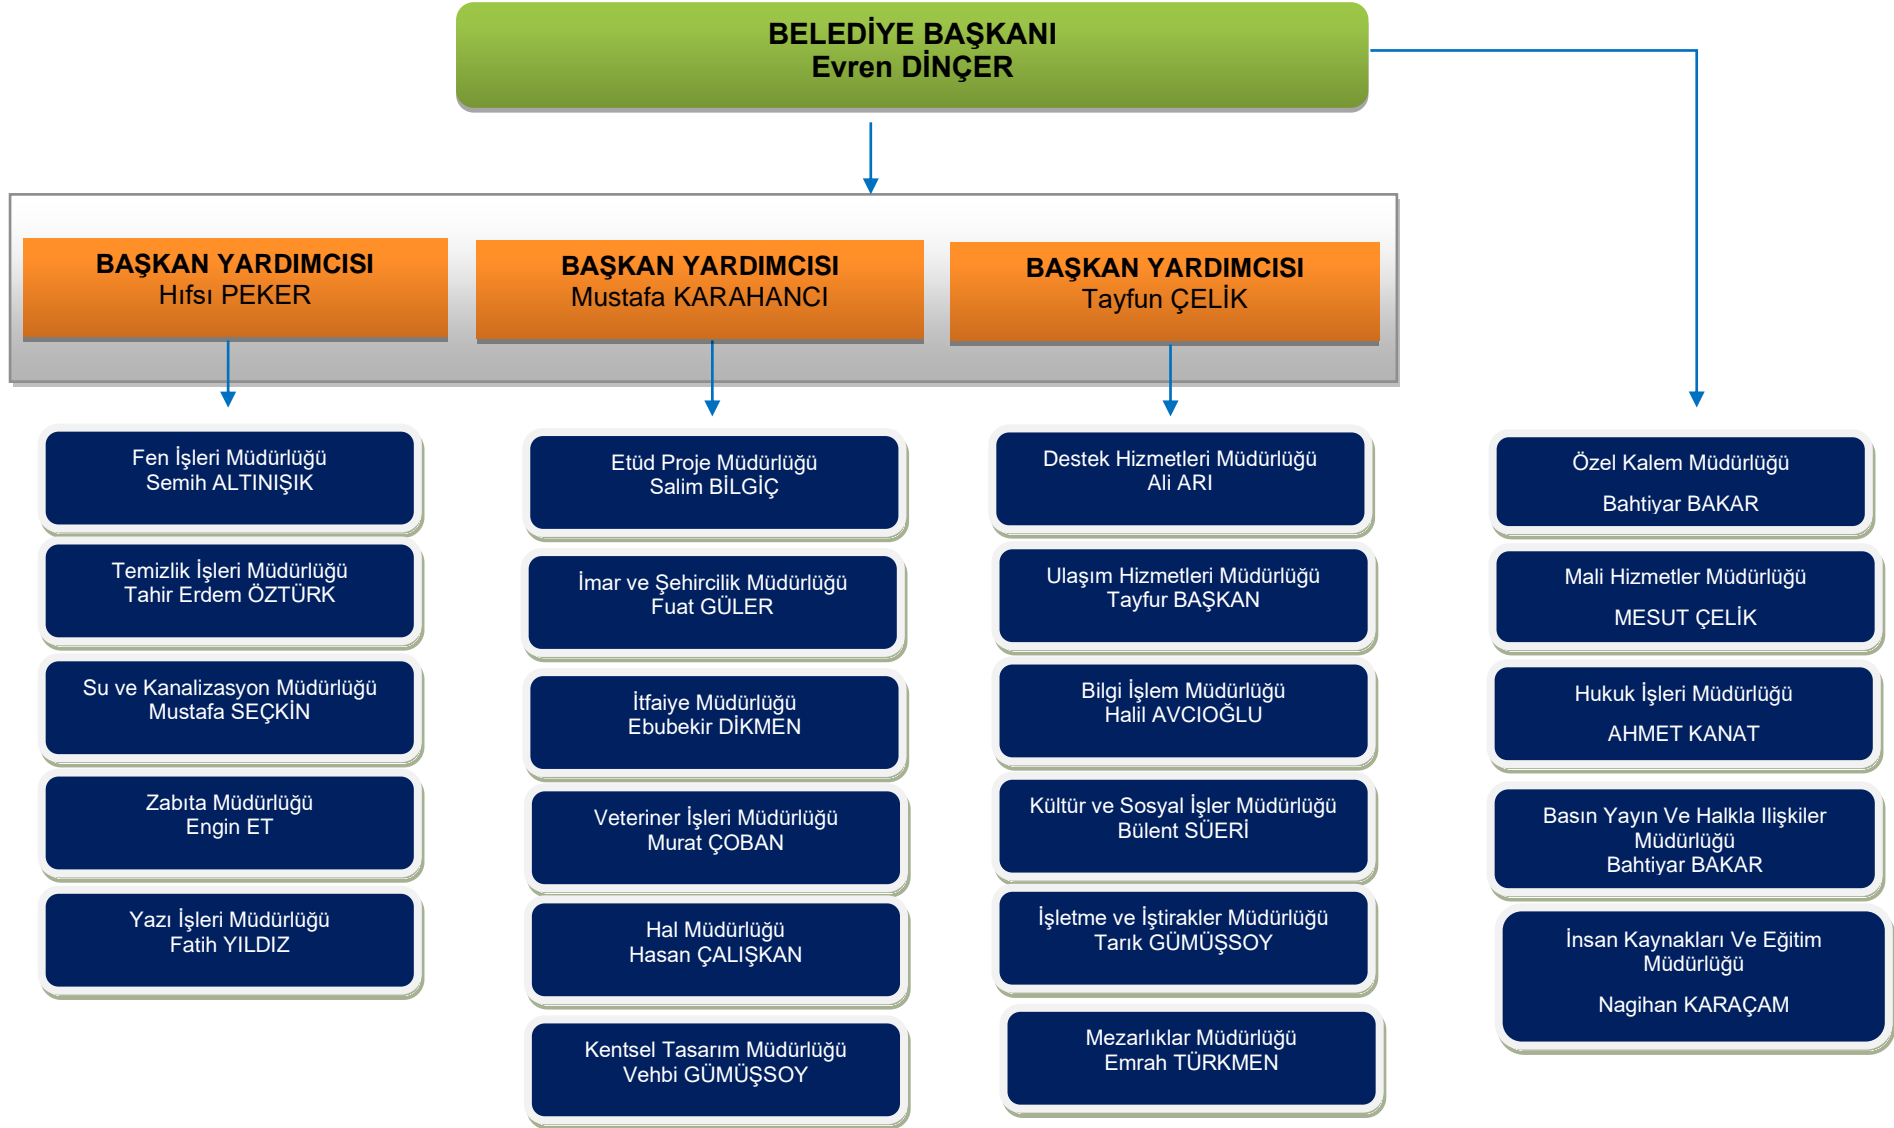 BELEDİYE BAŞKANI
Evren DİNÇER
BAŞKAN YARDIMCISI
Hıfsı PEKER
BAŞKAN YARDIMCISI
Mustafa KARAHANCI
BAŞKAN YARDIMCISI
Tayfun ÇELİK
Fen İşleri Müdürlüğü
Semih ALTINIŞIK
Temizlik İşleri Müdürlüğü
Tahir Erdem ÖZTÜRK
Su ve Kanalizasyon Müdürlüğü
Mustafa SEÇKİN
Zabıta Müdürlüğü
Engin ET
Yazı İşleri Müdürlüğü
Fatih YILDIZ
Etüd Proje Müdürlüğü
Salim BİLGİÇ
İmar ve Şehircilik Müdürlüğü
Fuat GÜLER
İtfaiye Müdürlüğü
Ebubekir DİKMEN
Veteriner İşleri Müdürlüğü
Murat ÇOBAN
Hal Müdürlüğü
Hasan ÇALIŞKAN
Kentsel Tasarım Müdürlüğü
Vehbi GÜMÜŞSOY
Destek Hizmetleri Müdürlüğü
Ali ARI
Ulaşım Hizmetleri Müdürlüğü
Tayfur BAŞKAN
Bilgi İşlem Müdürlüğü
Halil AVCIOĞLU
Kültür ve Sosyal İşler Müdürlüğü
Bülent SÜERİ
İşletme ve İştirakler Müdürlüğü
Tarık GÜMÜŞSOY
Mezarlıklar Müdürlüğü
Emrah TÜRKMEN
Özel Kalem Müdürlüğü
Bahtiyar BAKAR
Mali Hizmetler Müdürlüğü
MESUT ÇELİK
Hukuk İşleri Müdürlüğü
AHMET KANAT
Basın Yayın Ve Halkla Ilişkiler
Müdürlüğü
Bahtiyar BAKAR
İnsan Kaynakları Ve Eğitim
Müdürlüğü
Nagihan KARAÇAM